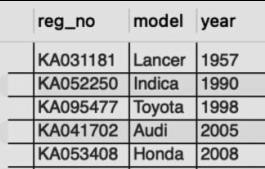 reg_no model year
KA031181 Lancer 1957
KA052250 Indica 1990
KA095477 Toyota 1998
KA041702 Audi 2005
KA053408 Honda 2008